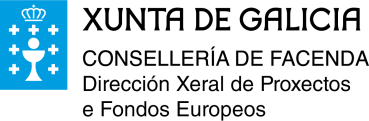 XUNTA DE GALICIA
CONSELLERÍA DE FACENDA
Dirección Xeral de Proxectos
e Fondos Europeos